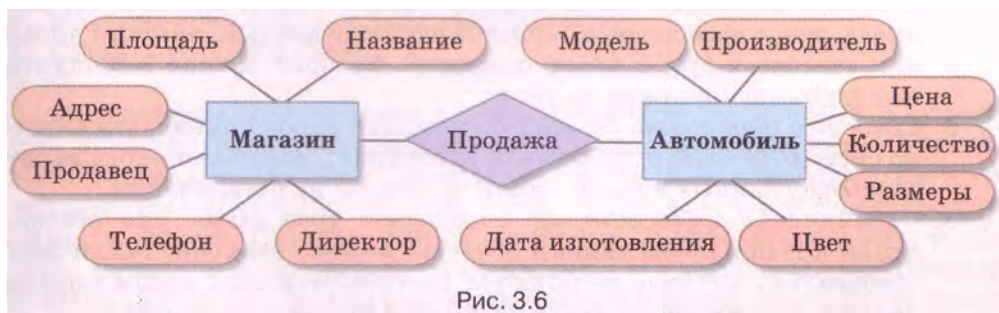 Площадь
Название
Модель
Производитель
Адрес
Цена
Магазин
Продажа
Автомобиль
Количество
Продавец
Размеры
Телефон
Директор
Дата изготовления
Цвет
Рис. 3.6